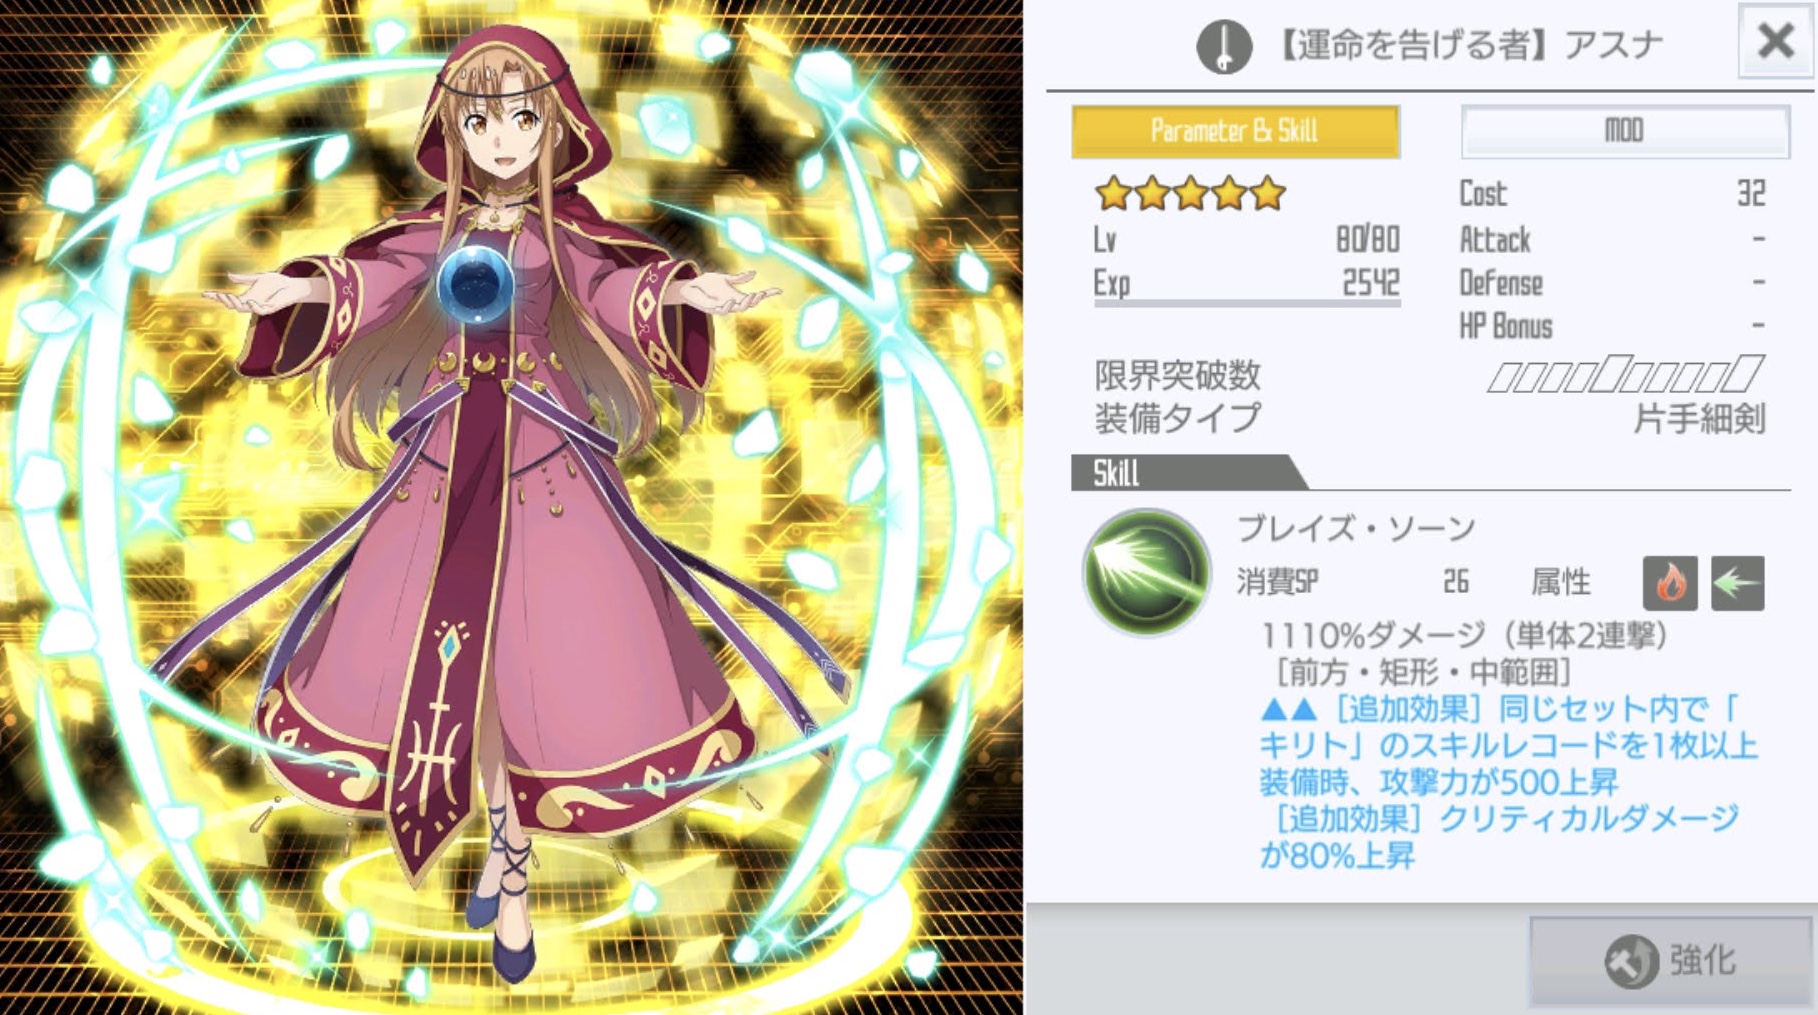 【運命を告げる者】アスナ
Parameter & Skill
MOD
Lv 80/80
Exp 2542
Cost 32
Attack -
Defense -
HP Bonus -
限界突破数
装備タイプ 片手細剣
Skill
ブレイズ・ソーン
消費SP 26 属性
1110%ダメージ（単体2連撃）
［前方・矩形・中範囲］
▲▲［追加効果］同じセット内で「
キリト」のスキルレコードを1枚以上
装備時、攻撃力が500上昇
［追加効果］クリティカルダメージ
が80%上昇
強化